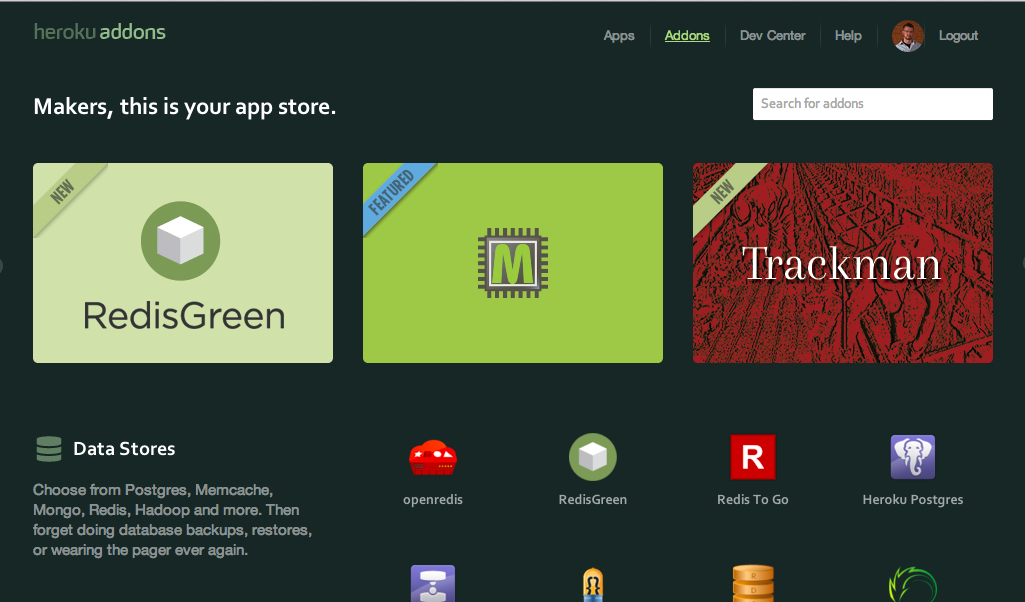 heroku addons
Apps
Addons
Dev Center
Help
Logout
Makers, this is your app store.
Search for addons
NEW
RedisGreen
FEATURED
M
NEW
Trackman
Data Stores
Choose from Postgres, Memcache,
Mongo, Redis, Hadoop and more. Then
forget doing database backups, restores,
or wearing the pager ever again.
openredis
RedisGreen
R
Redis To Go
Heroku Postgres
{}
R
D